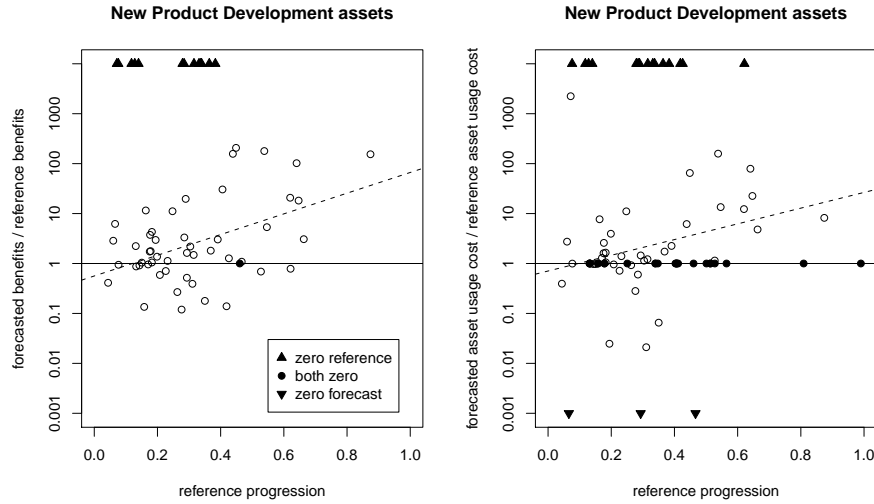 New Product Development assets
forecasted benefits / reference benefits
1000
100
10
1
0.1
0.01
0.001
zero reference
both zero
zero forecast
0.0 0.2 0.4 0.6 0.8 1.0
reference progression
New Product Development assets
forecasted asset usage cost / reference asset usage cost
1000
100
10
1
0.1
0.01
0.001
0.0 0.2 0.4 0.6 0.8 1.0
reference progression